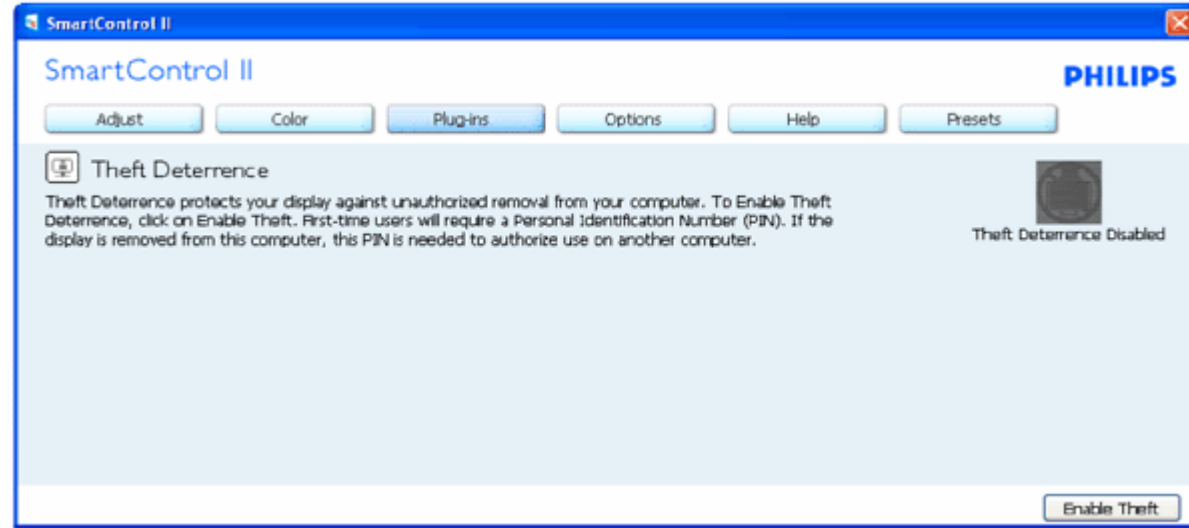 SmartControl II
SmartControl II
PHILIPS
Adjust Color Plug-ins Options Help Presets
Theft Deterrence
Theft Deterrence protects your display against unauthorized removal from your computer. To Enable Theft
Deterrence, click on Enable Theft. First-time users will require a Personal Identification Number (PIN). If the
display is removed from this computer, this PIN is needed to authorize use on another computer.
Theft Deterrence Disabled
Enable Theft